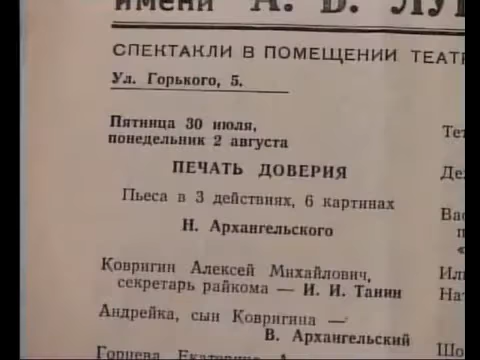 имени А. В.
СПЕКТАКЛИ В ПОМЕЩЕНИИ
Ул. Горького, 5.
Пятница 30 июля,
понедельник 2 августа
ПЕЧАТЬ ДОВЕРИЯ
Пьеса в 3 действиях, 6 картинах
Н. Архангельского
Ковригин Алексей Михайлович,
секретарь райкома — И. И. Танин
Андрейка, сын Ковригина —
В. Архангельский